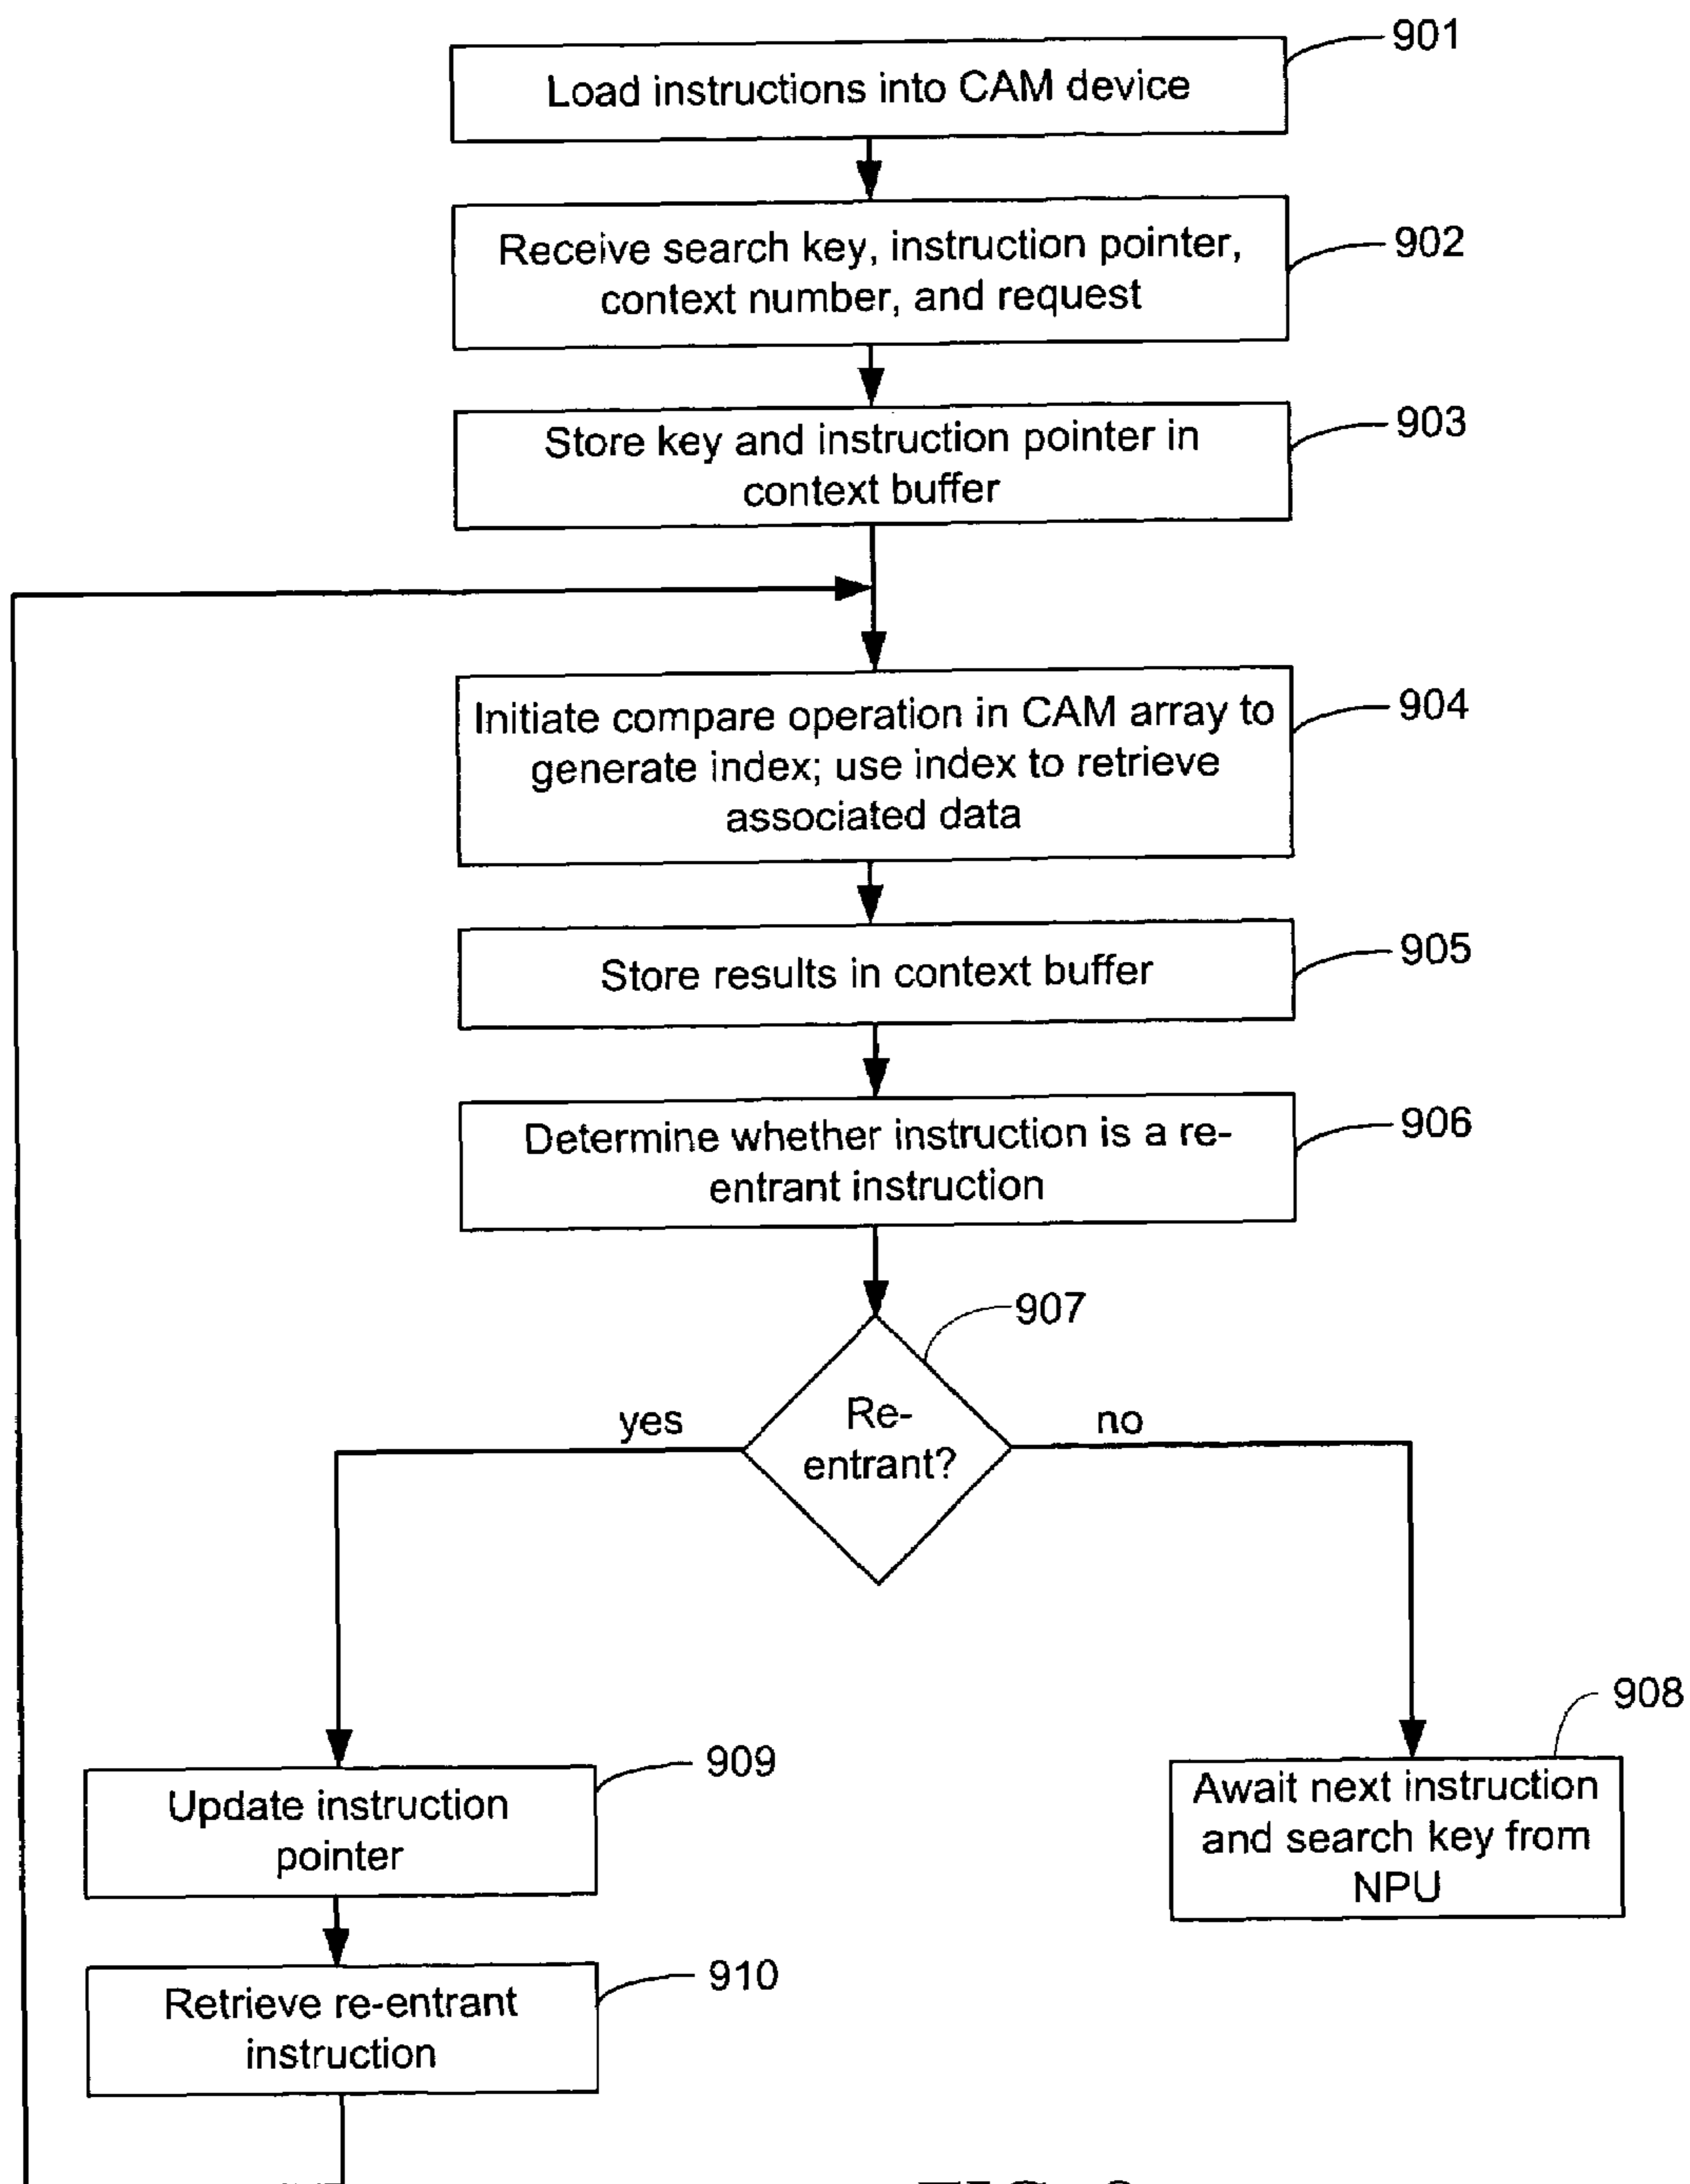 901
Load instructions into CAM device
902
Receive search key, instruction pointer,
context number, and request
903
Store key and instruction pointer in
context buffer
904
Initiate compare operation in CAM array to
generate index; use index to retrieve
associated data
905
Store results in context buffer
906
Determine whether instruction is a re-
entrant instruction
907
Re-
entrant?
yes
no
908
Await next instruction
and search key from
NPU
909
Update instruction
pointer
910
Retrieve re-entrant
instruction